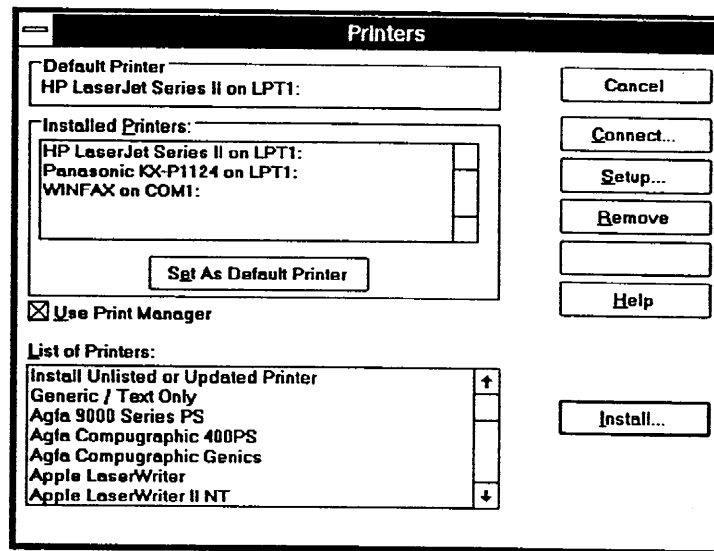 Printers
Default Printer
HP LaserJet Series II on LPT1:
Installed Printers:
HP LaserJet Series II on LPT1:
Panasonic KX-P1124 on LPT1:
WINFAX on COM1:
Set As Default Printer
Use Print Manager
List of Printers:
Install Unlisted or Updated Printer
Generic / Text Only
Agfa 9000 Series PS
Agfa Compugraphic 400PS
Agfa Compugraphic Genics
Apple LaserWriter
Apple LaserWriter II NT
Cancel
Connect...
Setup...
Remove
Help
Install...